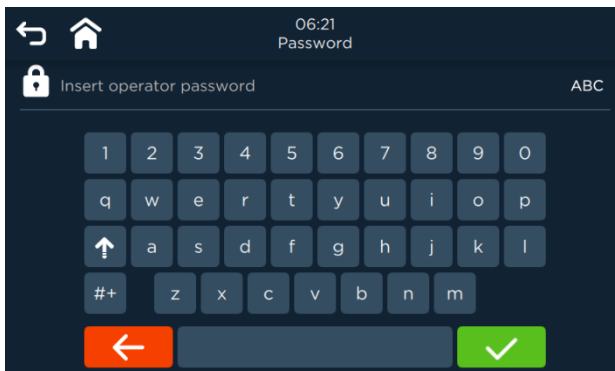 06:21
Password
Insert operator password ABC
1 2 3 4 5 6 7 8 9 0
q w e r t y u i o p
a s d f g h j k l
#+ z x c v b n m